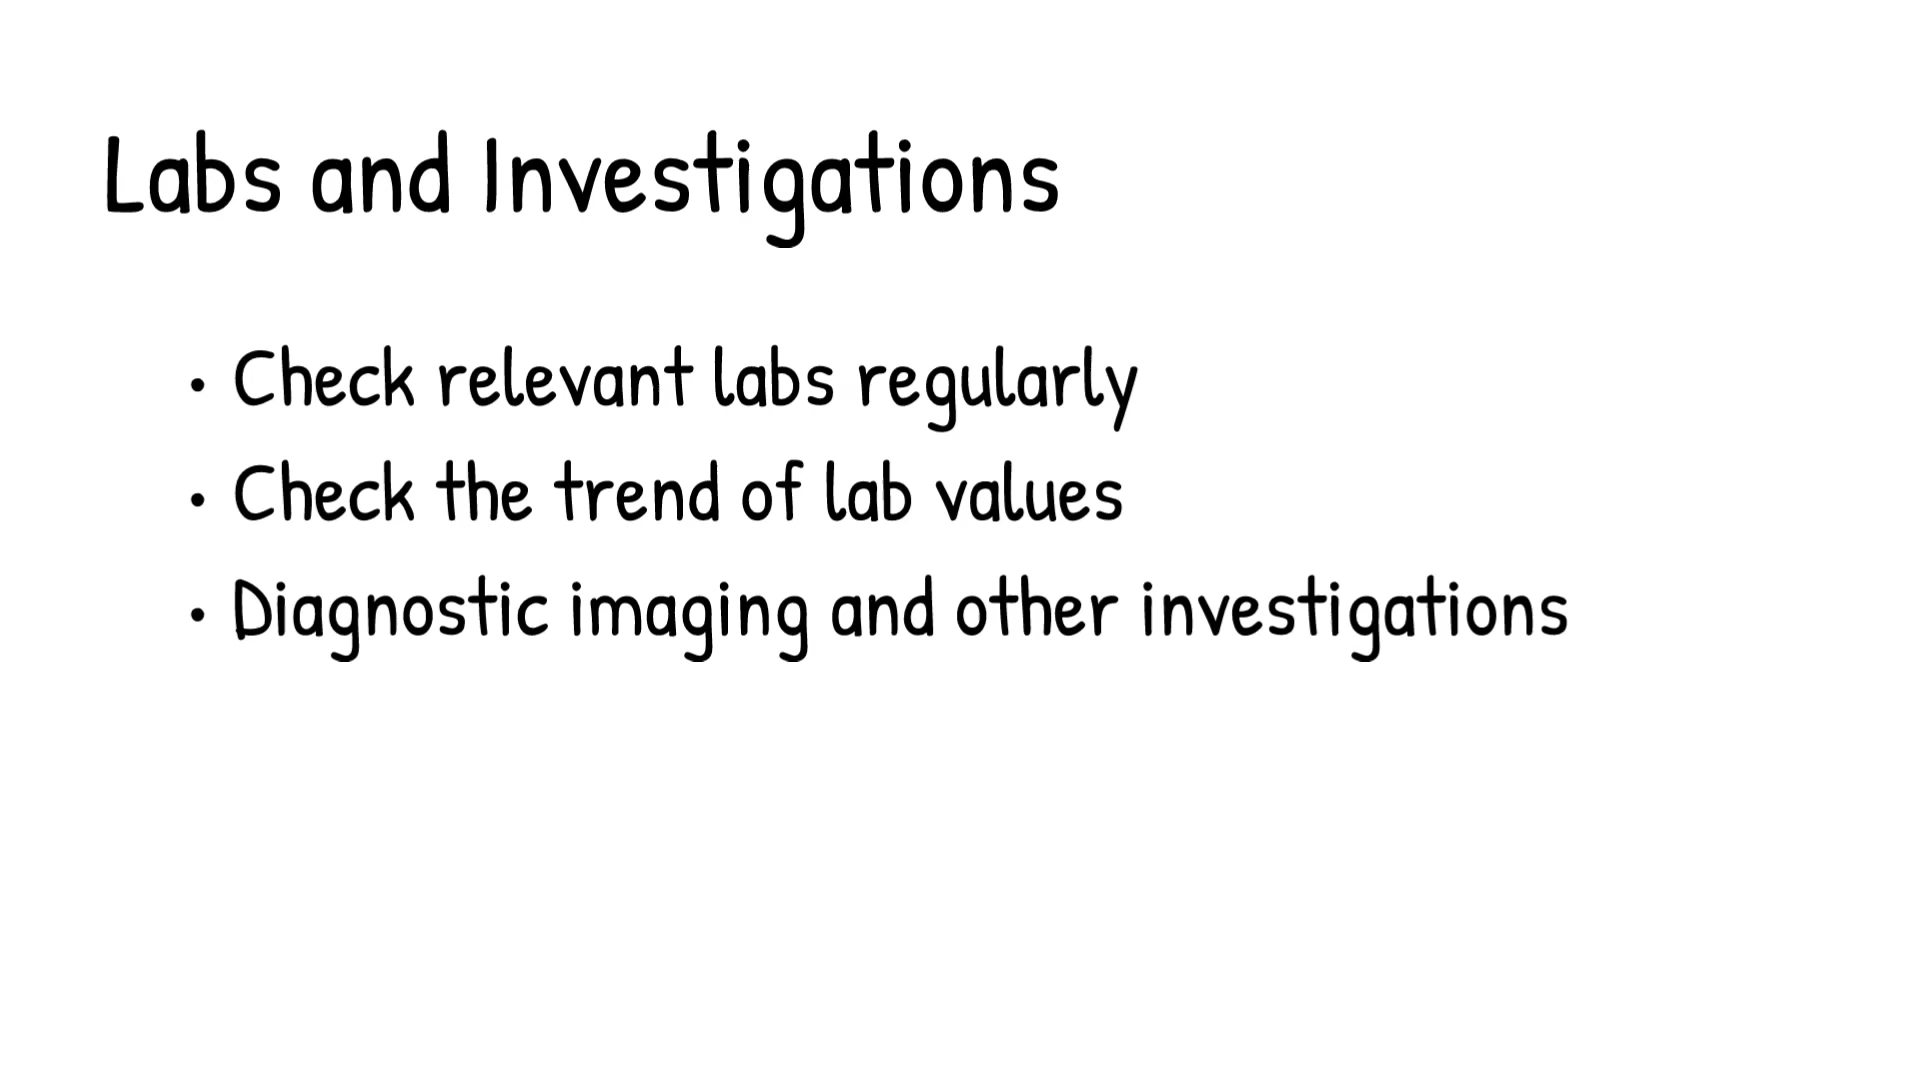 Labs and Investigations
• Check relevant labs regularly
• Check the trend of lab values
• Diagnostic imaging and other investigations